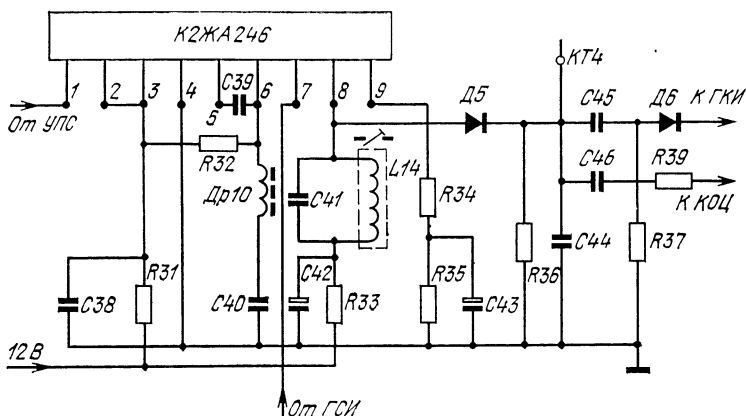 К2ЖА246
1 2 3 4 5 С39 6 7 8 9
КТ4
От УПС
Д5
С45 Д6 К ГКИ
R32
L14
С46 R39
К КОЦ
Др10
С41
R34
С44
R37
R31
С42
R35
R36
С38
С40
R33
С43
12В
От ГСИ